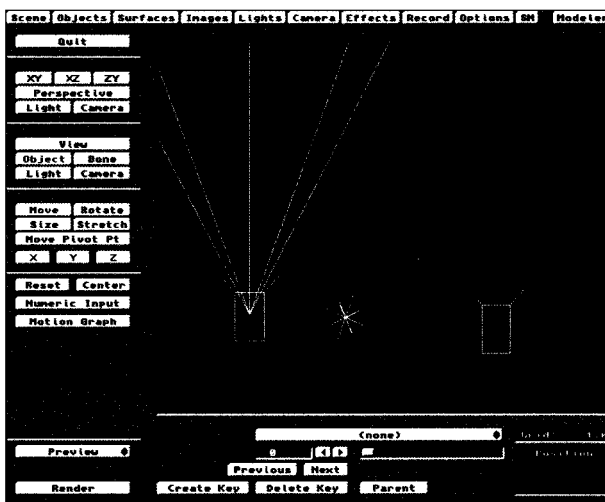 Scene Objects Surfaces Images Lights Camera Effects Record Options SM Modeler
Quit
XY XZ ZY
Perspective
Light Camera
View
Object Bone
Light Camera
Move Rotate
Size Stretch
Move Pivot Pt
X Y Z
Reset Center
Numeric Input
Motion Graph
(none)
Preview 0
Position
Previous Next
Render Create Key Delete Key Parent